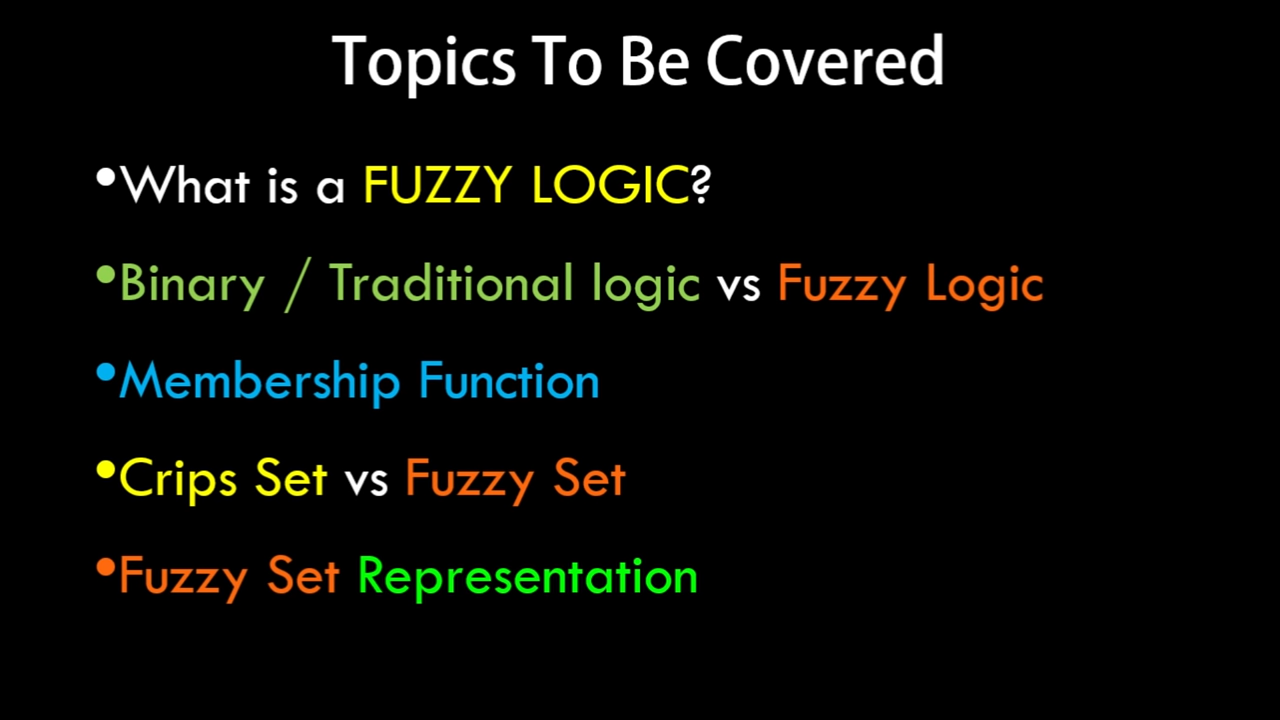 Topics To Be Covered
•What is a FUZZY LOGIC?
•Binary / Traditional logic vs Fuzzy Logic
•Membership Function
•Crips Set vs Fuzzy Set
•Fuzzy Set Representation